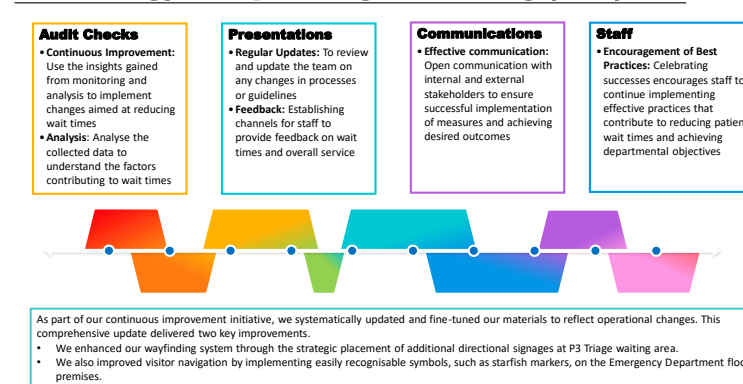 Audit Checks
• Continuous Improvement:
Use the insights gained
from monitoring and
analysis to implement
changes aimed at reducing
wait times
• Analysis: Analyse the
collected data to
understand the factors
contributing to wait times
Presentations
• Regular Updates: To review
and update the team on
any changes in processes
or guidelines
• Feedback: Establishing
channels for staff to
provide feedback on wait
times and overall service
Communications
• Effective communication:
Open communication with
internal and external
stakeholders to ensure
successful implementation
of measures and achieving
desired outcomes
Staff
• Encouragement of Best
Practices: Celebrating
successes encourages staff to
continue implementing
effective practices that
contribute to reducing patien
wait times and achieving
departmental objectives
As part of our continuous improvement initiative, we systematically updated and fine-tuned our materials to reflect operational changes. This
comprehensive update delivered two key improvements.
• We enhanced our wayfinding system through the strategic placement of additional directional signages at P3 Triage waiting area.
• We also improved visitor navigation by implementing easily recognisable symbols, such as starfish markers, on the Emergency Department floo
premises.